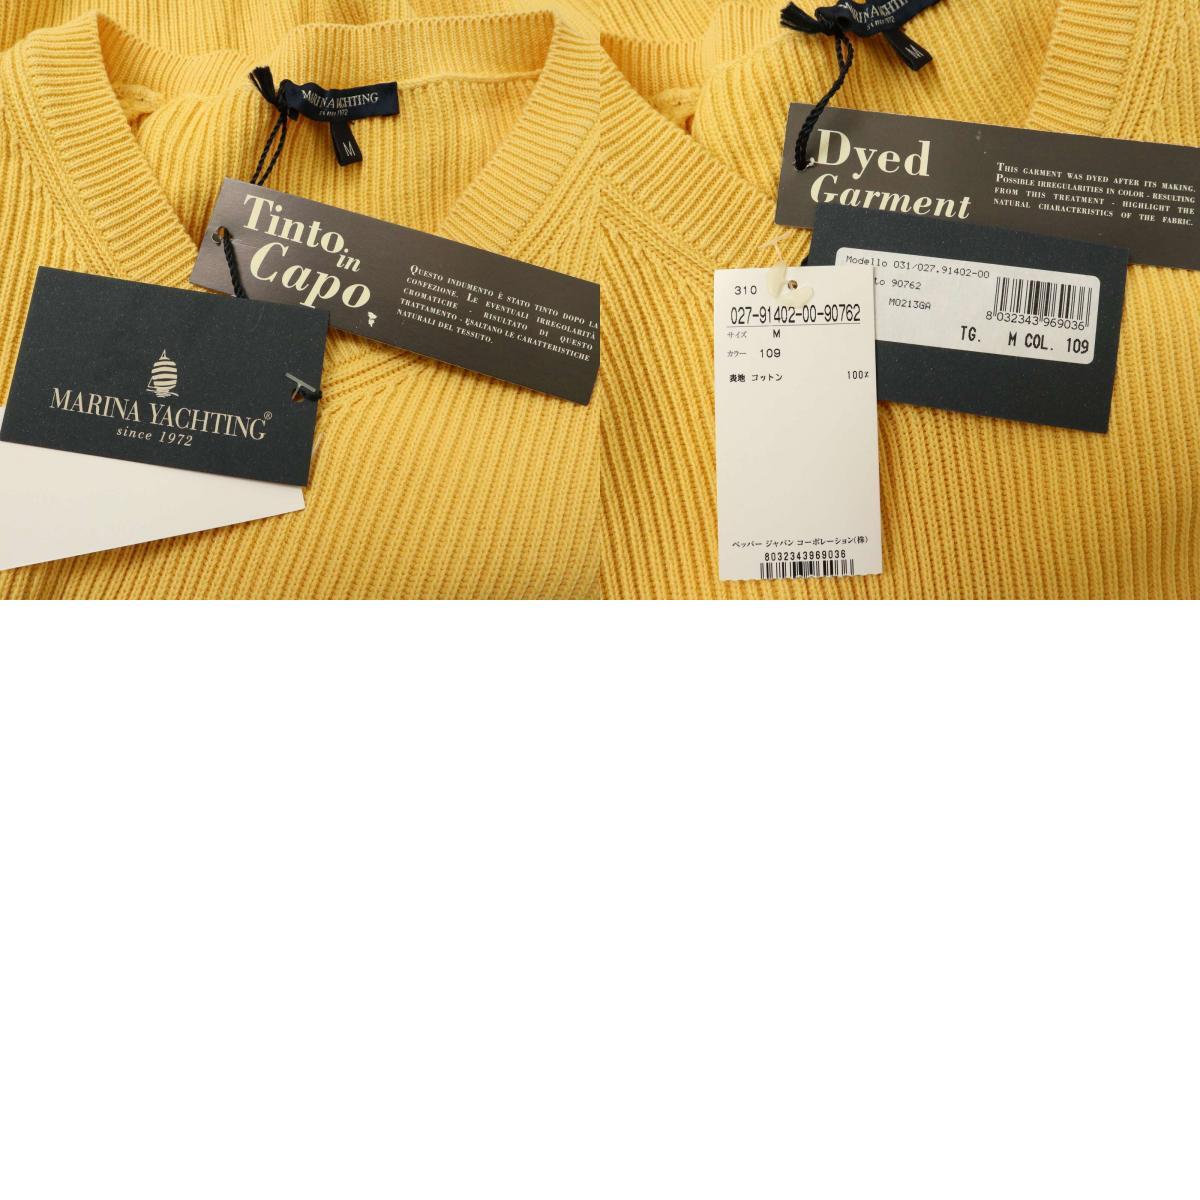 MARINA YACHTING
M
Tinto
in
Capo
QUESTO INDUMENTO È STATO TINTO DOPO LA
CONFEZIONE. LE EVENTUALI IRREGOLARITÀ
CROMATICHE - RISULTATO DI QUESTO
TRATTAMENTO - ESALTANO LE CARATTERISTICHE
NATURALI DEL TESSUTO.
MARINA YACHTING®
since 1972
M
Dyed
Garment
THIS GARMENT WAS DYED AFTER ITS MAKING.
POSSIBLE IRREGULARITIES IN COLOR - RESULTING
FROM THIS TREATMENT - HIGHLIGHT THE
NATURAL CHARACTERISTICS OF THE FABRIC.
Modello 031/027.91402-00
90762
M0213GA
8 032343 969036
TG. M COL. 109
310
027-91402-00-90762
サイズ M
カラー 109
表地 コットン 100%
ペッパー ジャパン コーポレーション(株)
8032343969036